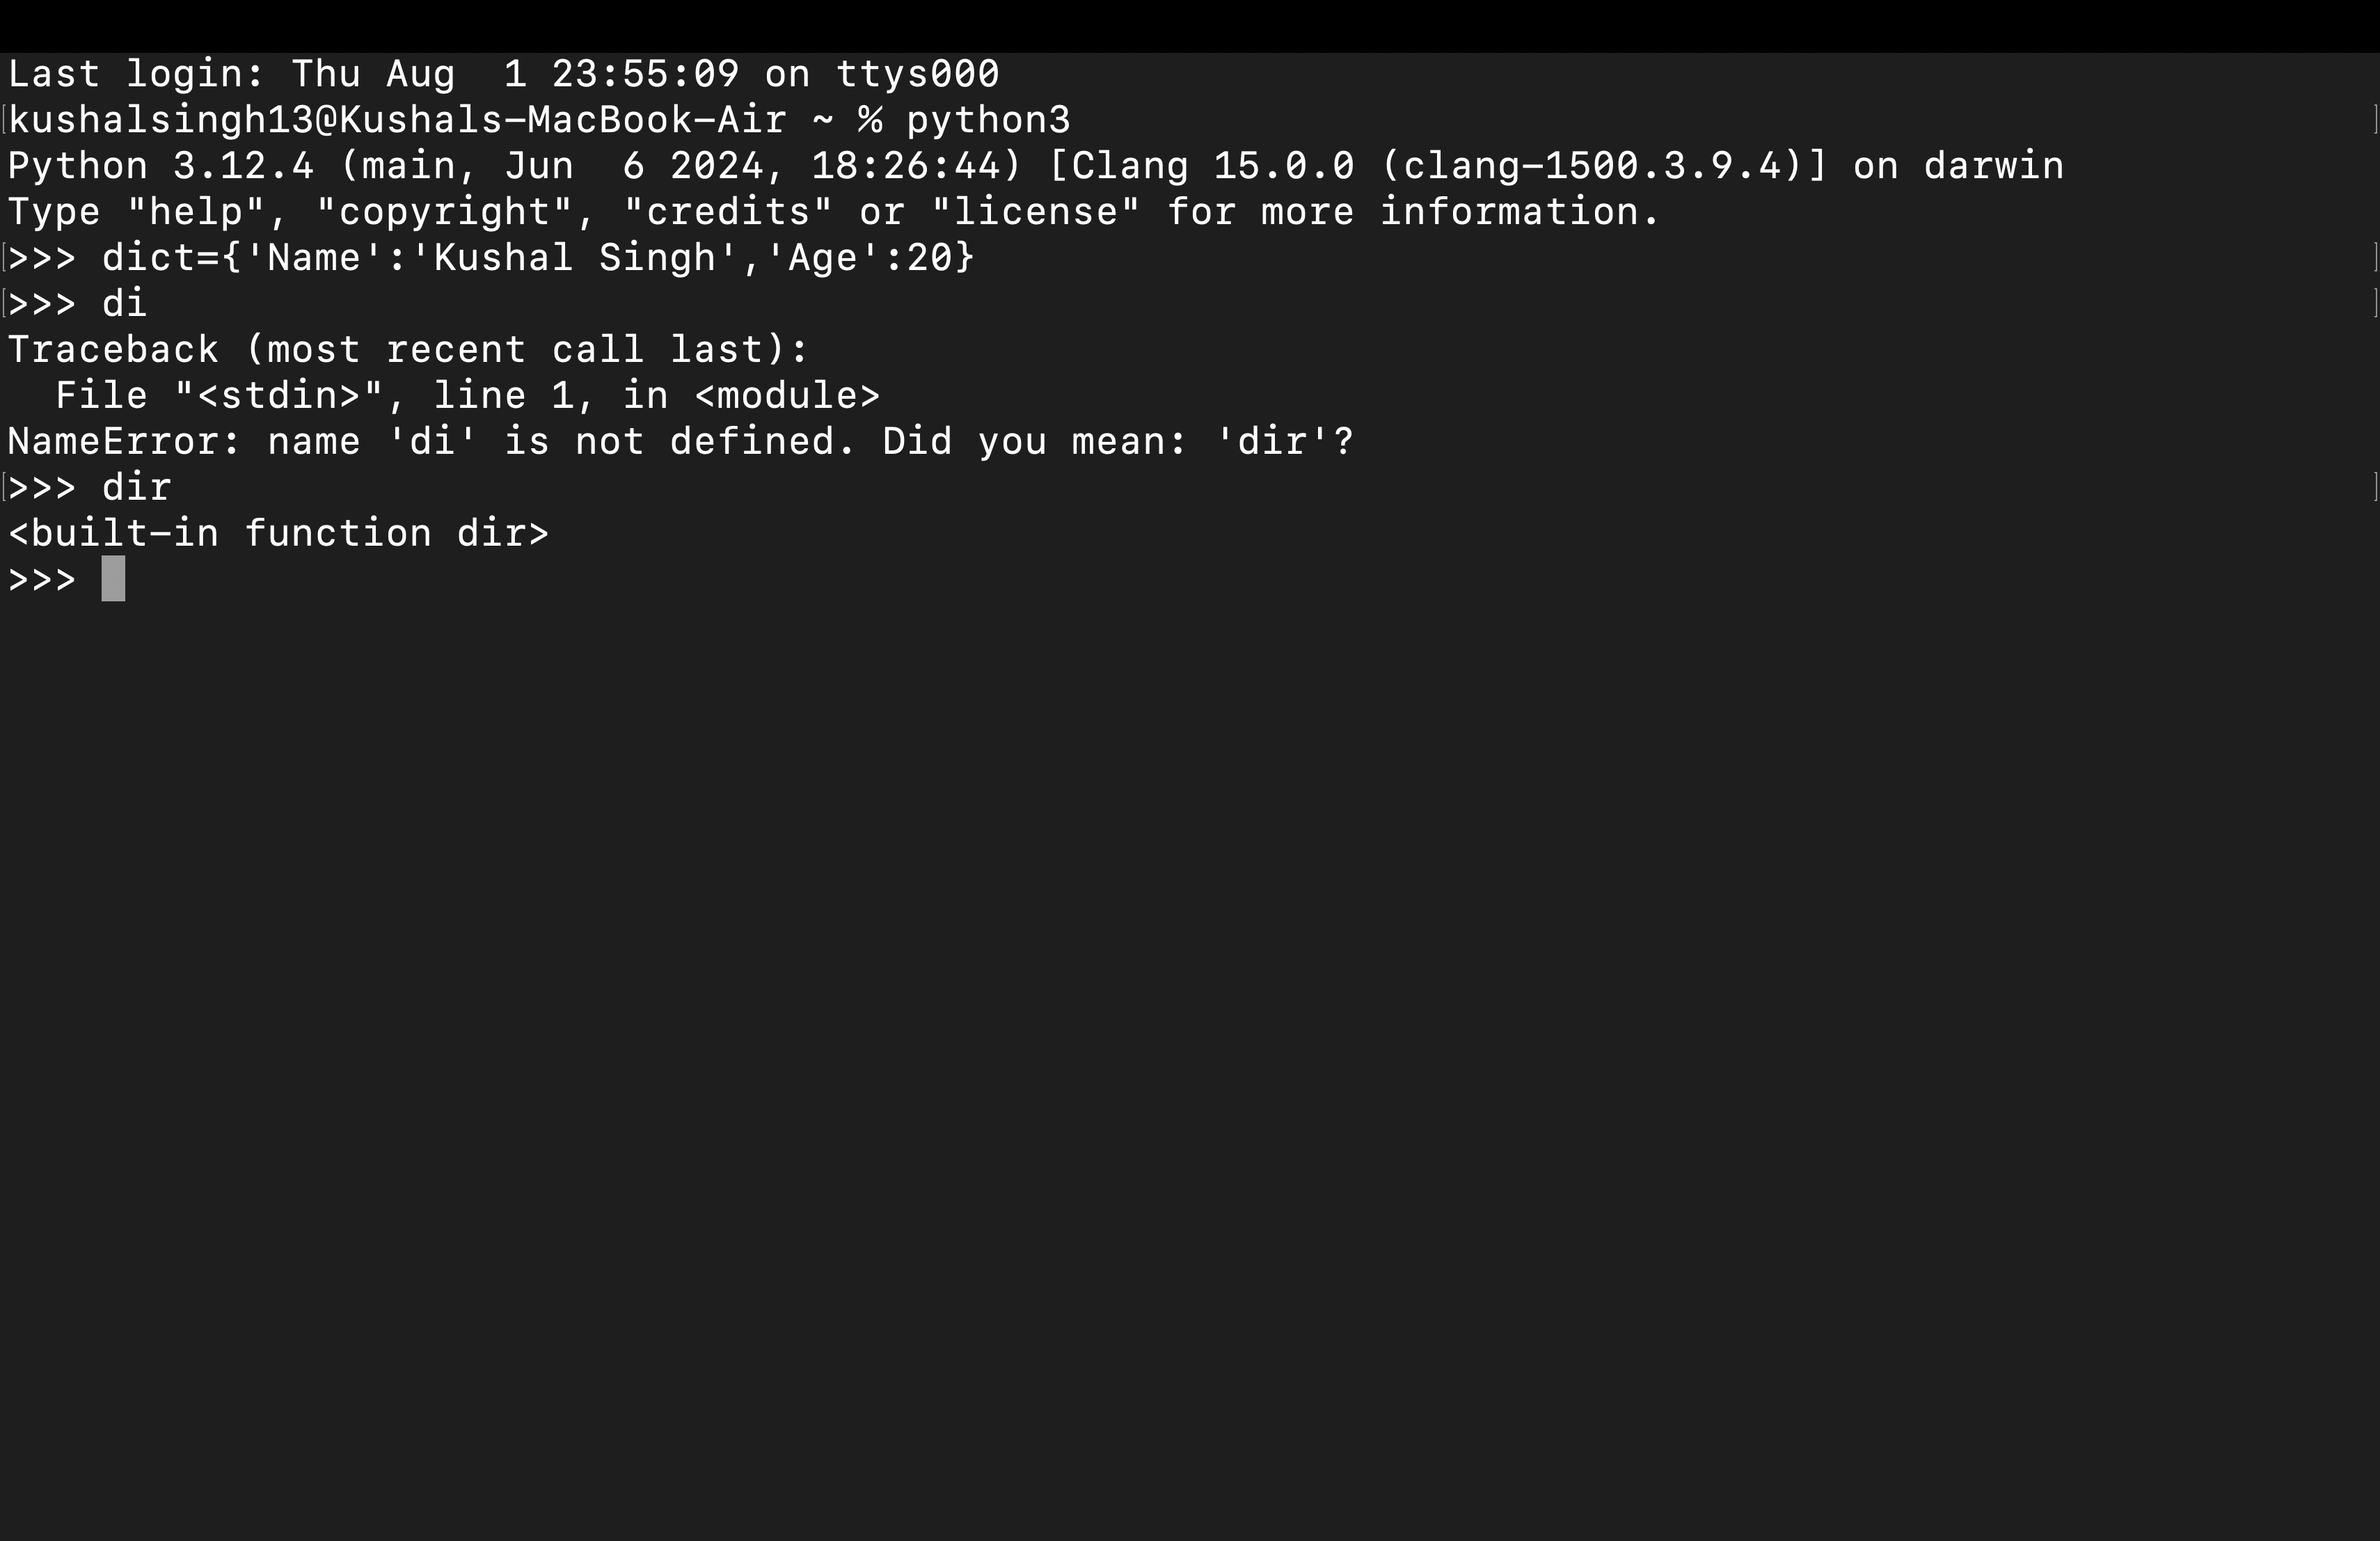 Last login: Thu Aug  1 23:55:09 on ttys000
[kushalsingh13@Kushals-MacBook-Air ~ % python3 ]
Python 3.12.4 (main, Jun  6 2024, 18:26:44) [Clang 15.0.0 (clang-1500.3.9.4)] on darwin
Type "help", "copyright", "credits" or "license" for more information.
[>>> dict={'Name':'Kushal Singh','Age':20} ]
[>>> di ]
Traceback (most recent call last):
  File "<stdin>", line 1, in <module>
NameError: name 'di' is not defined. Did you mean: 'dir'?
[>>> dir ]
<built-in function dir>
>>>